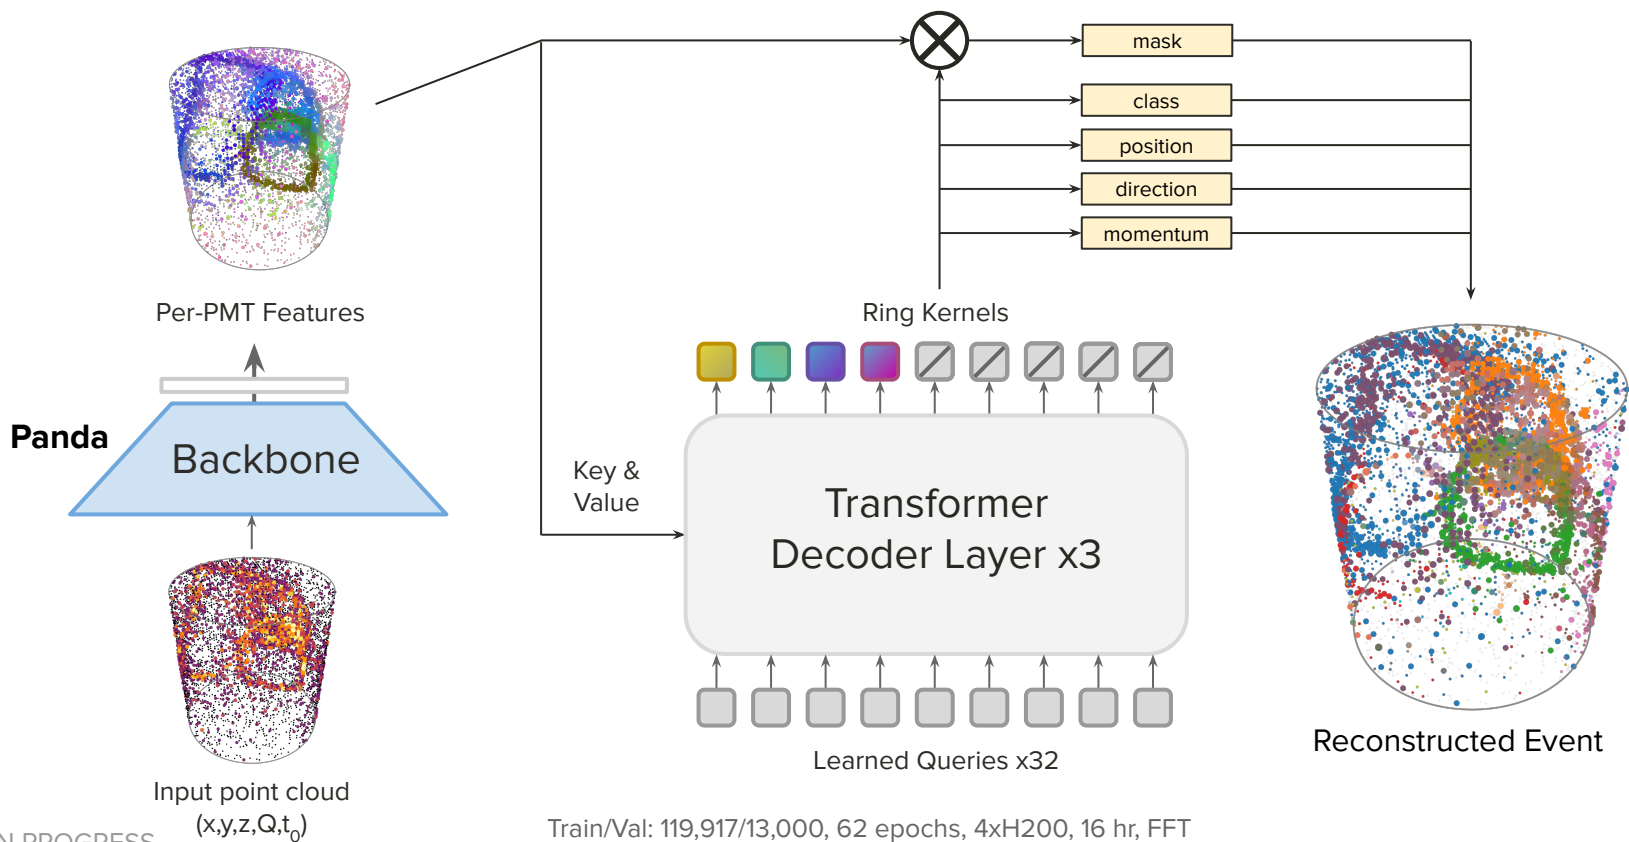 mask
class
position
direction
momentum
Per-PMT Features
Ring Kernels
Panda
Backbone
Key &
Value
Transformer
Decoder Layer x3
Learned Queries x32
Reconstructed Event
Input point cloud
(x,y,z,Q,t0)
N PROGRESS
Train/Val: 119,917/13,000, 62 epochs, 4xH200, 16 hr, FFT